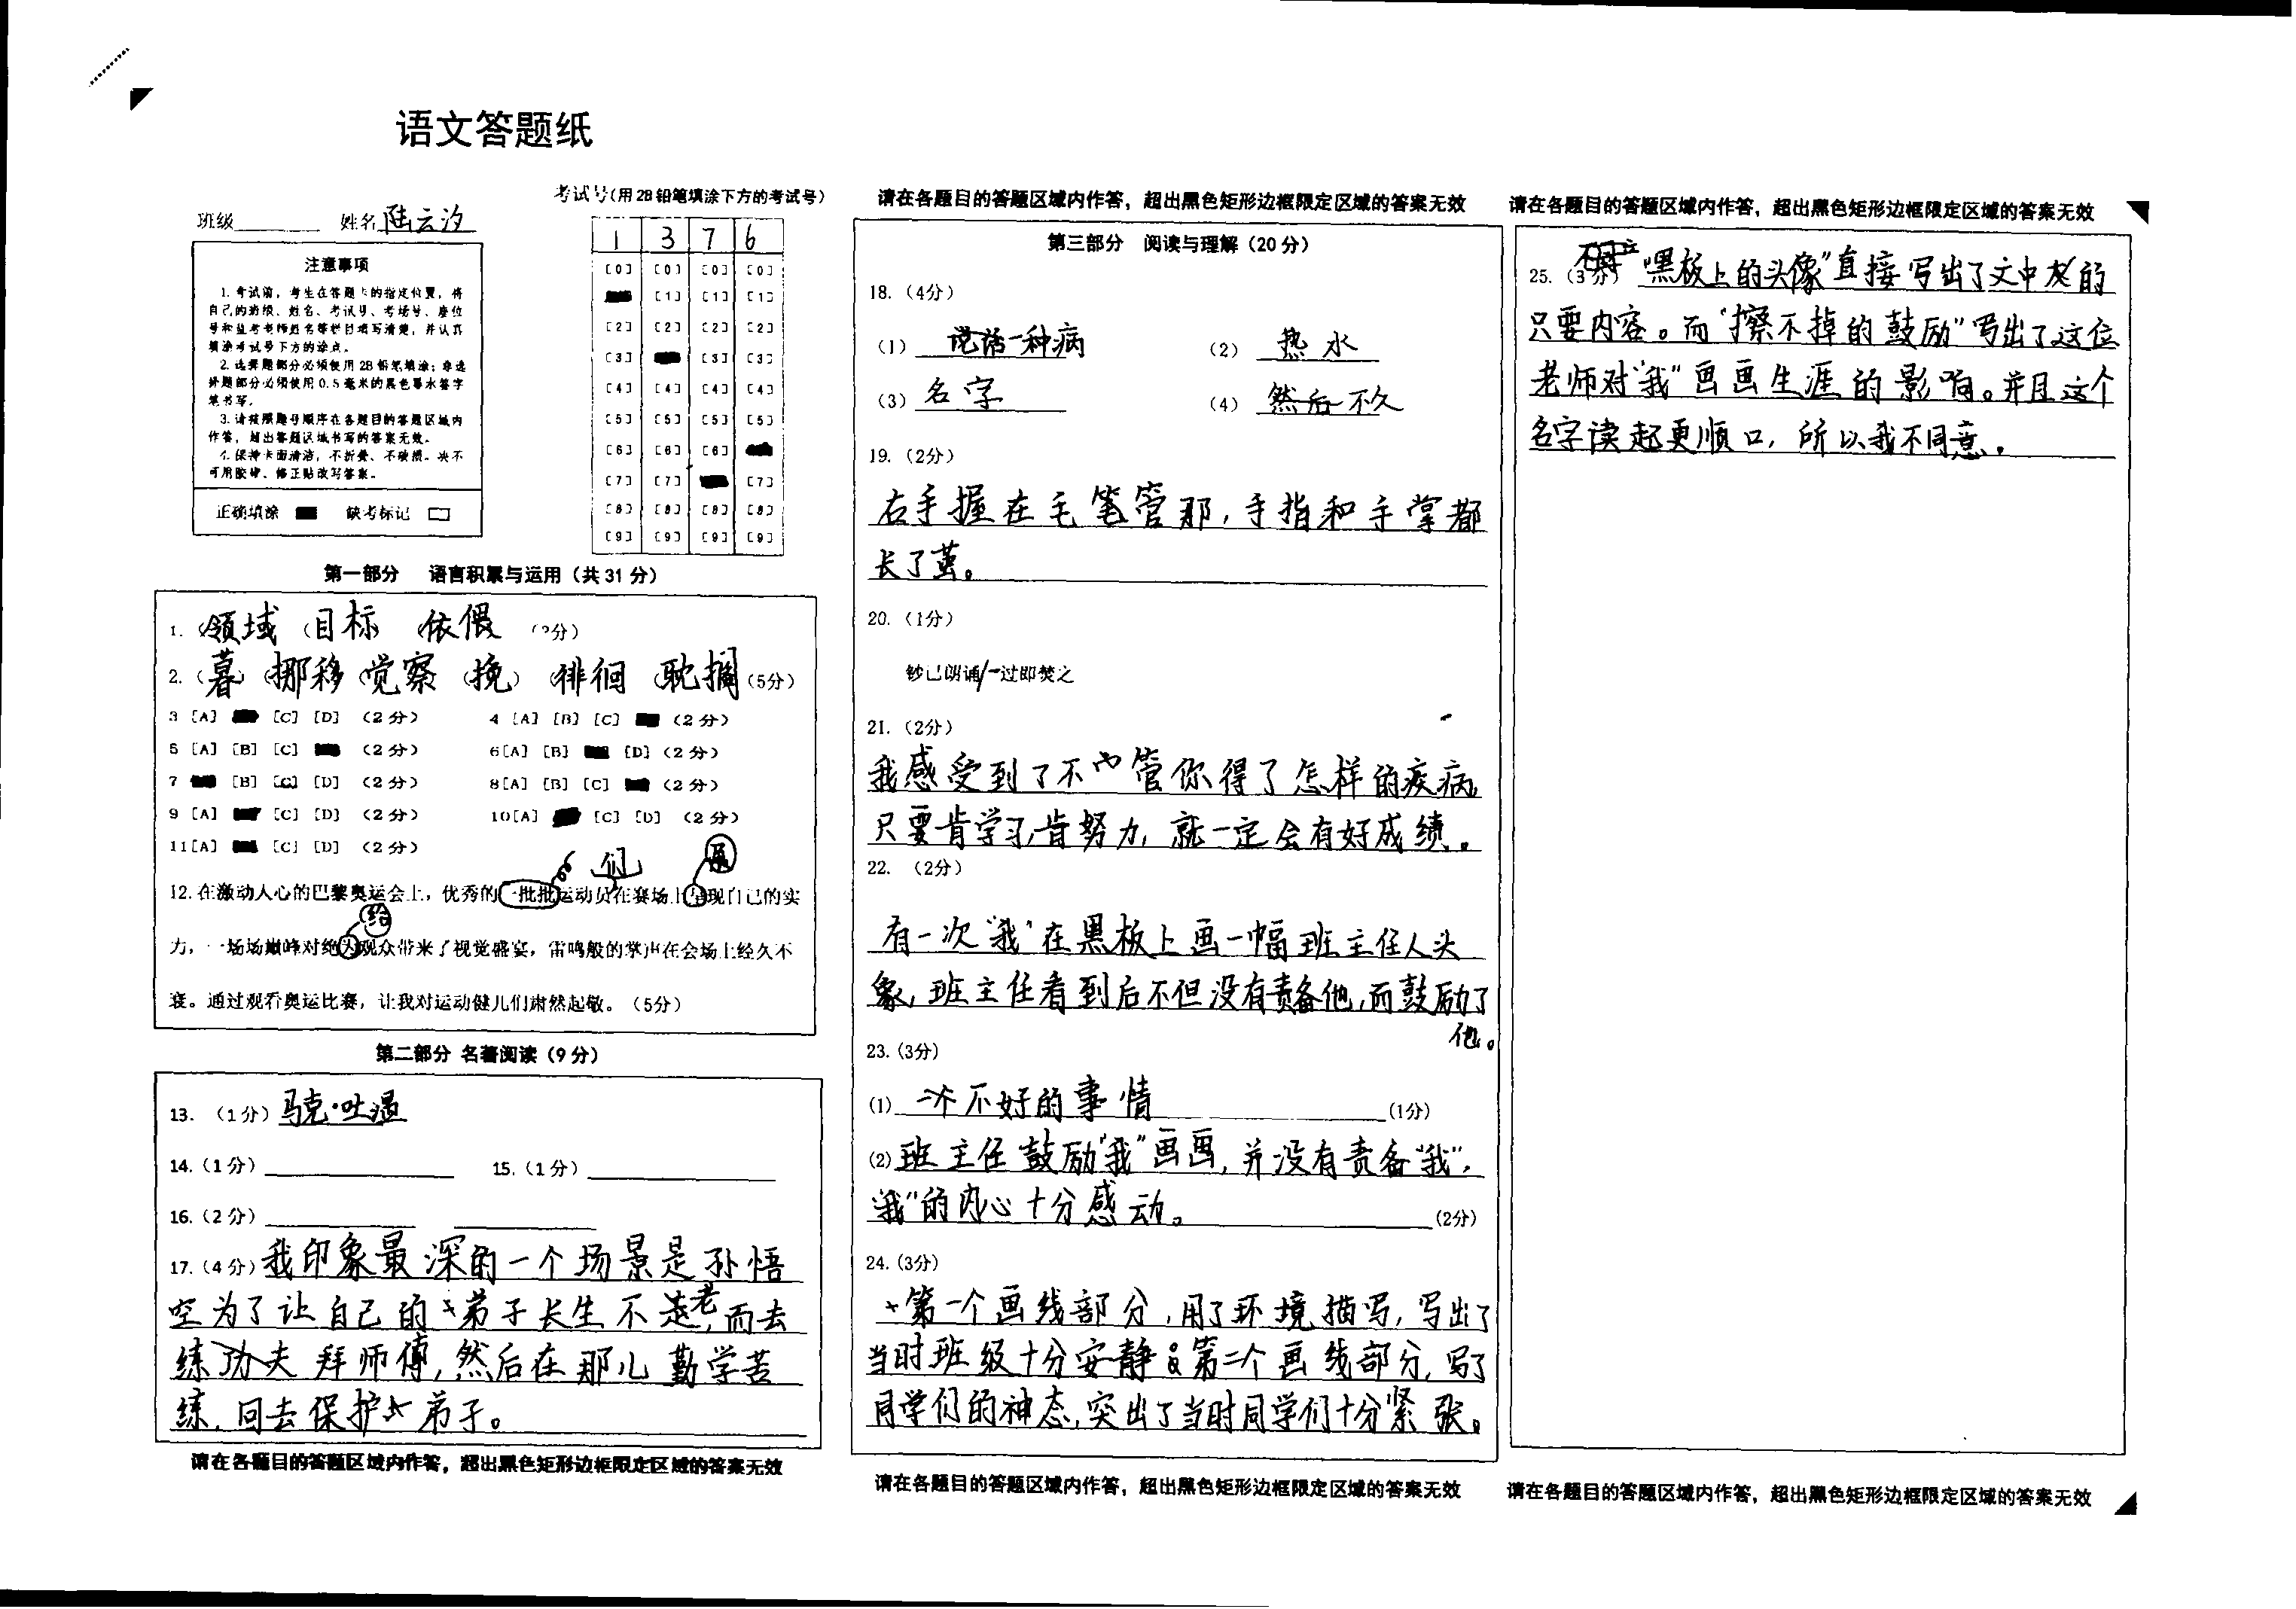 语文答题纸
班级 姓名 陆云汐
考试号(用2B铅笔填涂下方的考试号)
1 3 7 6
[0] [0] [0] [0]
[1] [1]
[2] [2] [2] [2]
[3] [3] [3]
[4] [4] [4] [4]
[5] [5] [5] [5]
[6] [6] [6]
[7] [7] [7]
[8] [8] [8] [8]
[9] [9] [9] [9]
注意事项
1.考试前，考生在答题卡的指定位置，将
自己的班级、姓名、考试号、考场号、座位
号和监考老师姓名等栏目填写清楚，并认真
填涂考试号下方的涂点。
2.选择题部分必须使用2B铅笔填涂；非选
择题部分必须使用0.5毫米的黑色墨水签字
笔书写。
3.请按照题号顺序在各题目的答题区域内
作答，超出答题区域书写的答案无效。
4.保持卡面清洁，不折叠、不破损。决不
可用胶带、修正贴改写答案。
正确填涂 缺考标记
第一部分 语言积累与运用（共31分）
1.（领域（目标 （依偎 （2分）
2.（暮）（挪移（觉察（挽）（徘徊（耽搁（5分）
3 [A] [C] [D] （2分） 4 [A] [B] [C] （2分）
5 [A] [B] [C] （2分） 6[A] [B] [D]（2分）
7 [B] [C] [D] （2分） 8[A] [B] [C] （2分）
9 [A] [C] [D] （2分） 10[A] [C] [D] （2分）
11[A] [C] [D] （2分）
们 展
12.在激动人心的巴黎奥运会上，优秀的一批批运动员在赛场上呈现自己的实
给
力，一场场巅峰对绝为观众带来了视觉盛宴，雷鸣般的掌声在会场上经久不
衰。通过观看奥运比赛，让我对运动健儿们肃然起敬。（5分）
第二部分 名著阅读（9分）
13.（1分）马克·吐温
14.（1分） 15.（1分）
16.（2分）
17.（4分）我印象最深的一个场景是孙悟
空为了让自己的弟子长生不老,而去
练功夫拜师傅,然后在那儿勤学苦
练,回去保护弟子。
请在各题目的答题区域内作答，超出黑色矩形边框限定区域的答案无效
请在各题目的答题区域内作答，超出黑色矩形边框限定区域的答案无效
第三部分 阅读与理解（20分）
18.（4分）
（1）说话一种病 （2）热水
（3）名字 （4）然后不久
19.（2分）
右手握在毛笔管那,手指和手掌都
长了茧。
20.（1分）
钞已朗诵/一过即焚之
21.（2分）
我感受到了不管你得了怎样的疾病,
只要肯学习,肯努力,就一定会有好成绩。
22.（2分）
有一次“我”在黑板上画一幅班主任人头
象,班主任看到后不但没有责备他,而鼓励了
他。
23.(3分)
(1) 一个不好的事情 (1分)
(2)班主任鼓励“我”画画,并没有责备“我”,
“我”的内心十分感动。 (2分)
24.(3分)
第一个画线部分,用了环境描写,写出了
当时班级十分安静。第二个画线部分,写了
同学们的神态,突出了当时同学们十分紧张。
请在各题目的答题区域内作答，超出黑色矩形边框限定区域的答案无效
请在各题目的答题区域内作答，超出黑色矩形边框限定区域的答案无效
25.（3分）“黑板上的头像”直接写出了文中的
只要内容。而“擦不掉的鼓励”写出了这位
老师对“我”画画生涯的影响。并且这个
名字读起更顺口,所以我不同意。
请在各题目的答题区域内作答，超出黑色矩形边框限定区域的答案无效